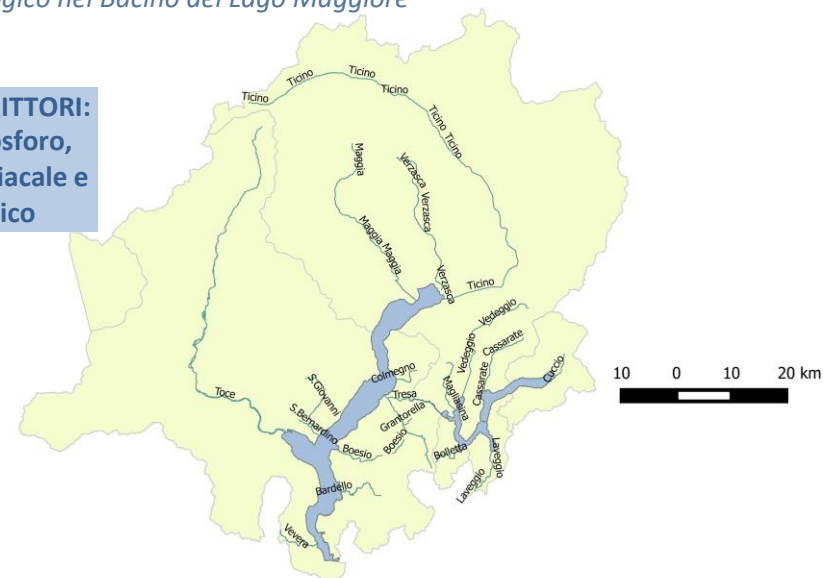 gico nel Bacino del Lago Maggiore
ITTORI:
osforo,
iacale e
ico
Ticino
Ticino
Ticino
Ticino
Ticino
Ticino
Maggia
Verzasca
Verzasca
Maggia
Maggia
Verzasca
Ticino
Vedeggio
Vedeggio
Cassarate
Cassarate
Cuccio
10 0 10 20 km
Colmegno
S.Giovanni
Toce
Tresa
Magliasina
Grantorella
S.Bernardino
Boesio
Boesio
Bolletta
Laveggio
Laveggio
Bardello
Vevera